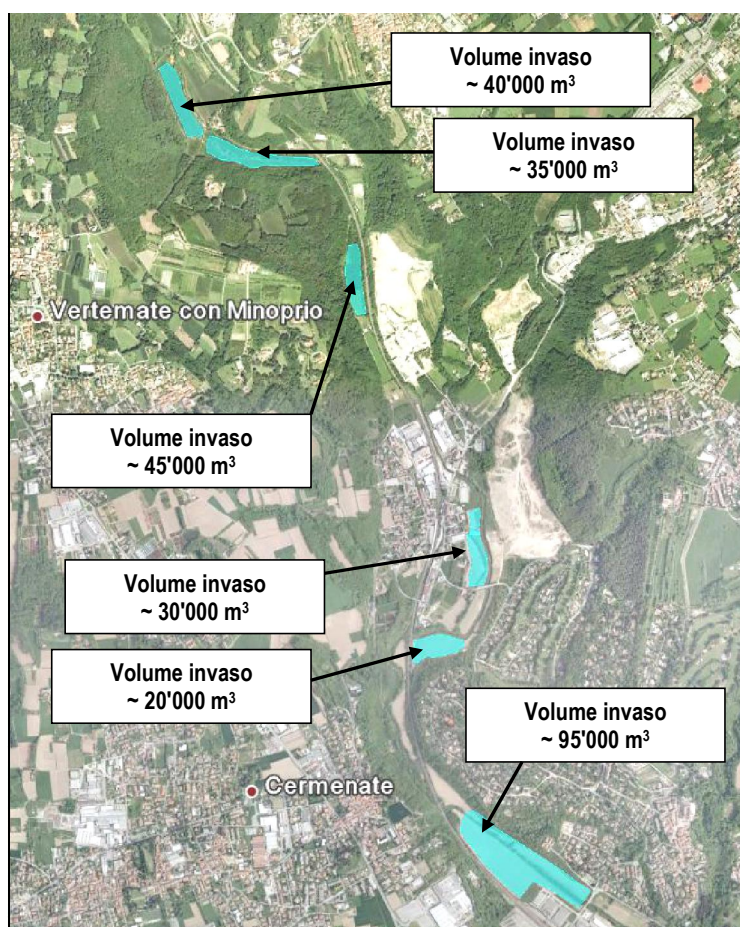 Volume invaso
~ 40'000 m³
Volume invaso
~ 35'000 m³
Vertemate con Minoprio
Volume invaso
~ 45'000 m³
Volume invaso
~ 30'000 m³
Volume invaso
~ 20'000 m³
Volume invaso
~ 95'000 m³
Cermenate